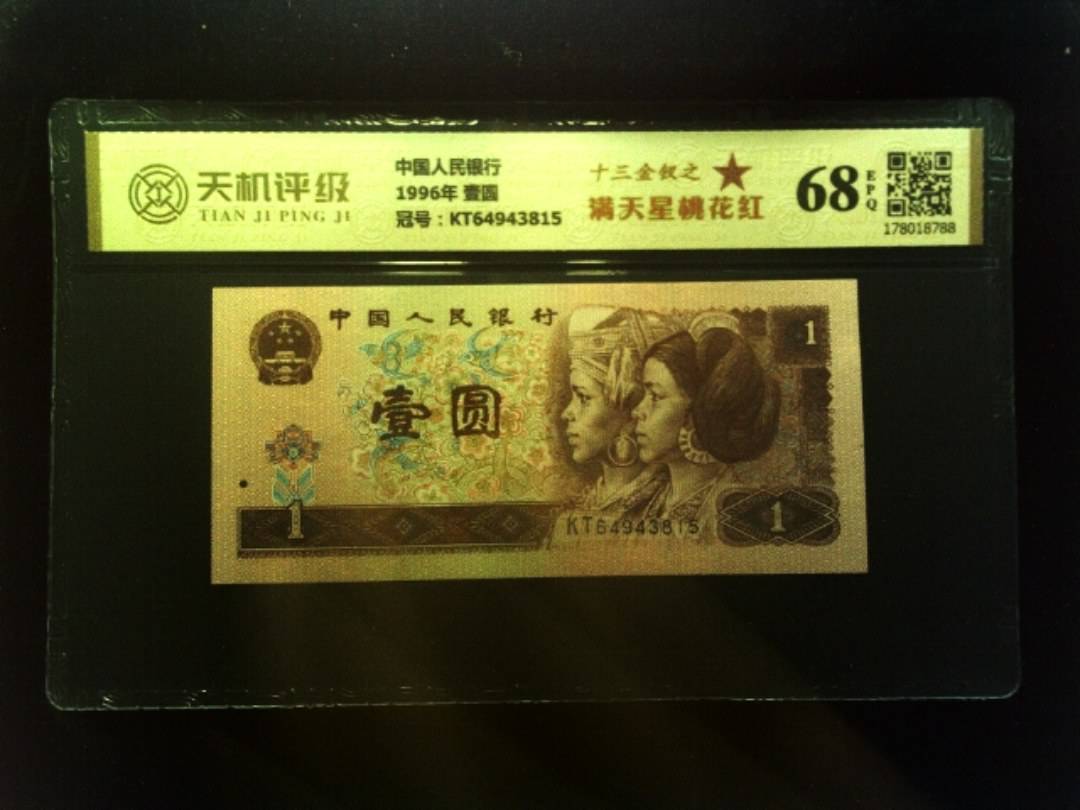 天机评级
TIAN JI PING JI
中国人民银行
1996年 壹圆
冠号：KT64943815
十三金钗之
满天星桃花红
68
EPQ
178018788
中国人民银行
1
壹圆
1
KT64943815
1